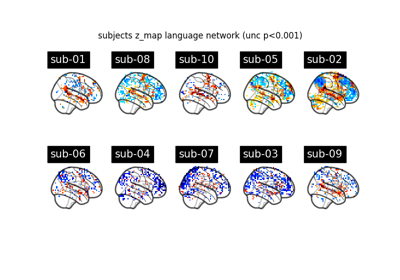 subjects z_map language network (unc p<0.001)
sub-01 sub-08 sub-10 sub-05 sub-02
sub-06 sub-04 sub-07 sub-03 sub-09